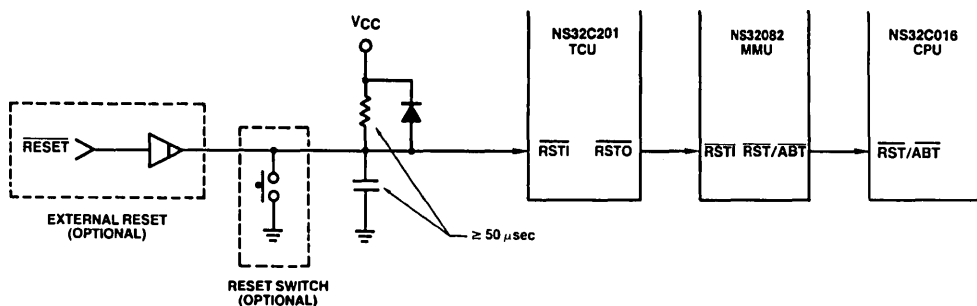 VCC
NS32C201
TCU
NS32082
MMU
NS32C016
CPU
RESET
RSTI RSTO
RSTI RST/ABT
RST/ABT
EXTERNAL RESET
(OPTIONAL)
RESET SWITCH
(OPTIONAL)
≥ 50 μsec